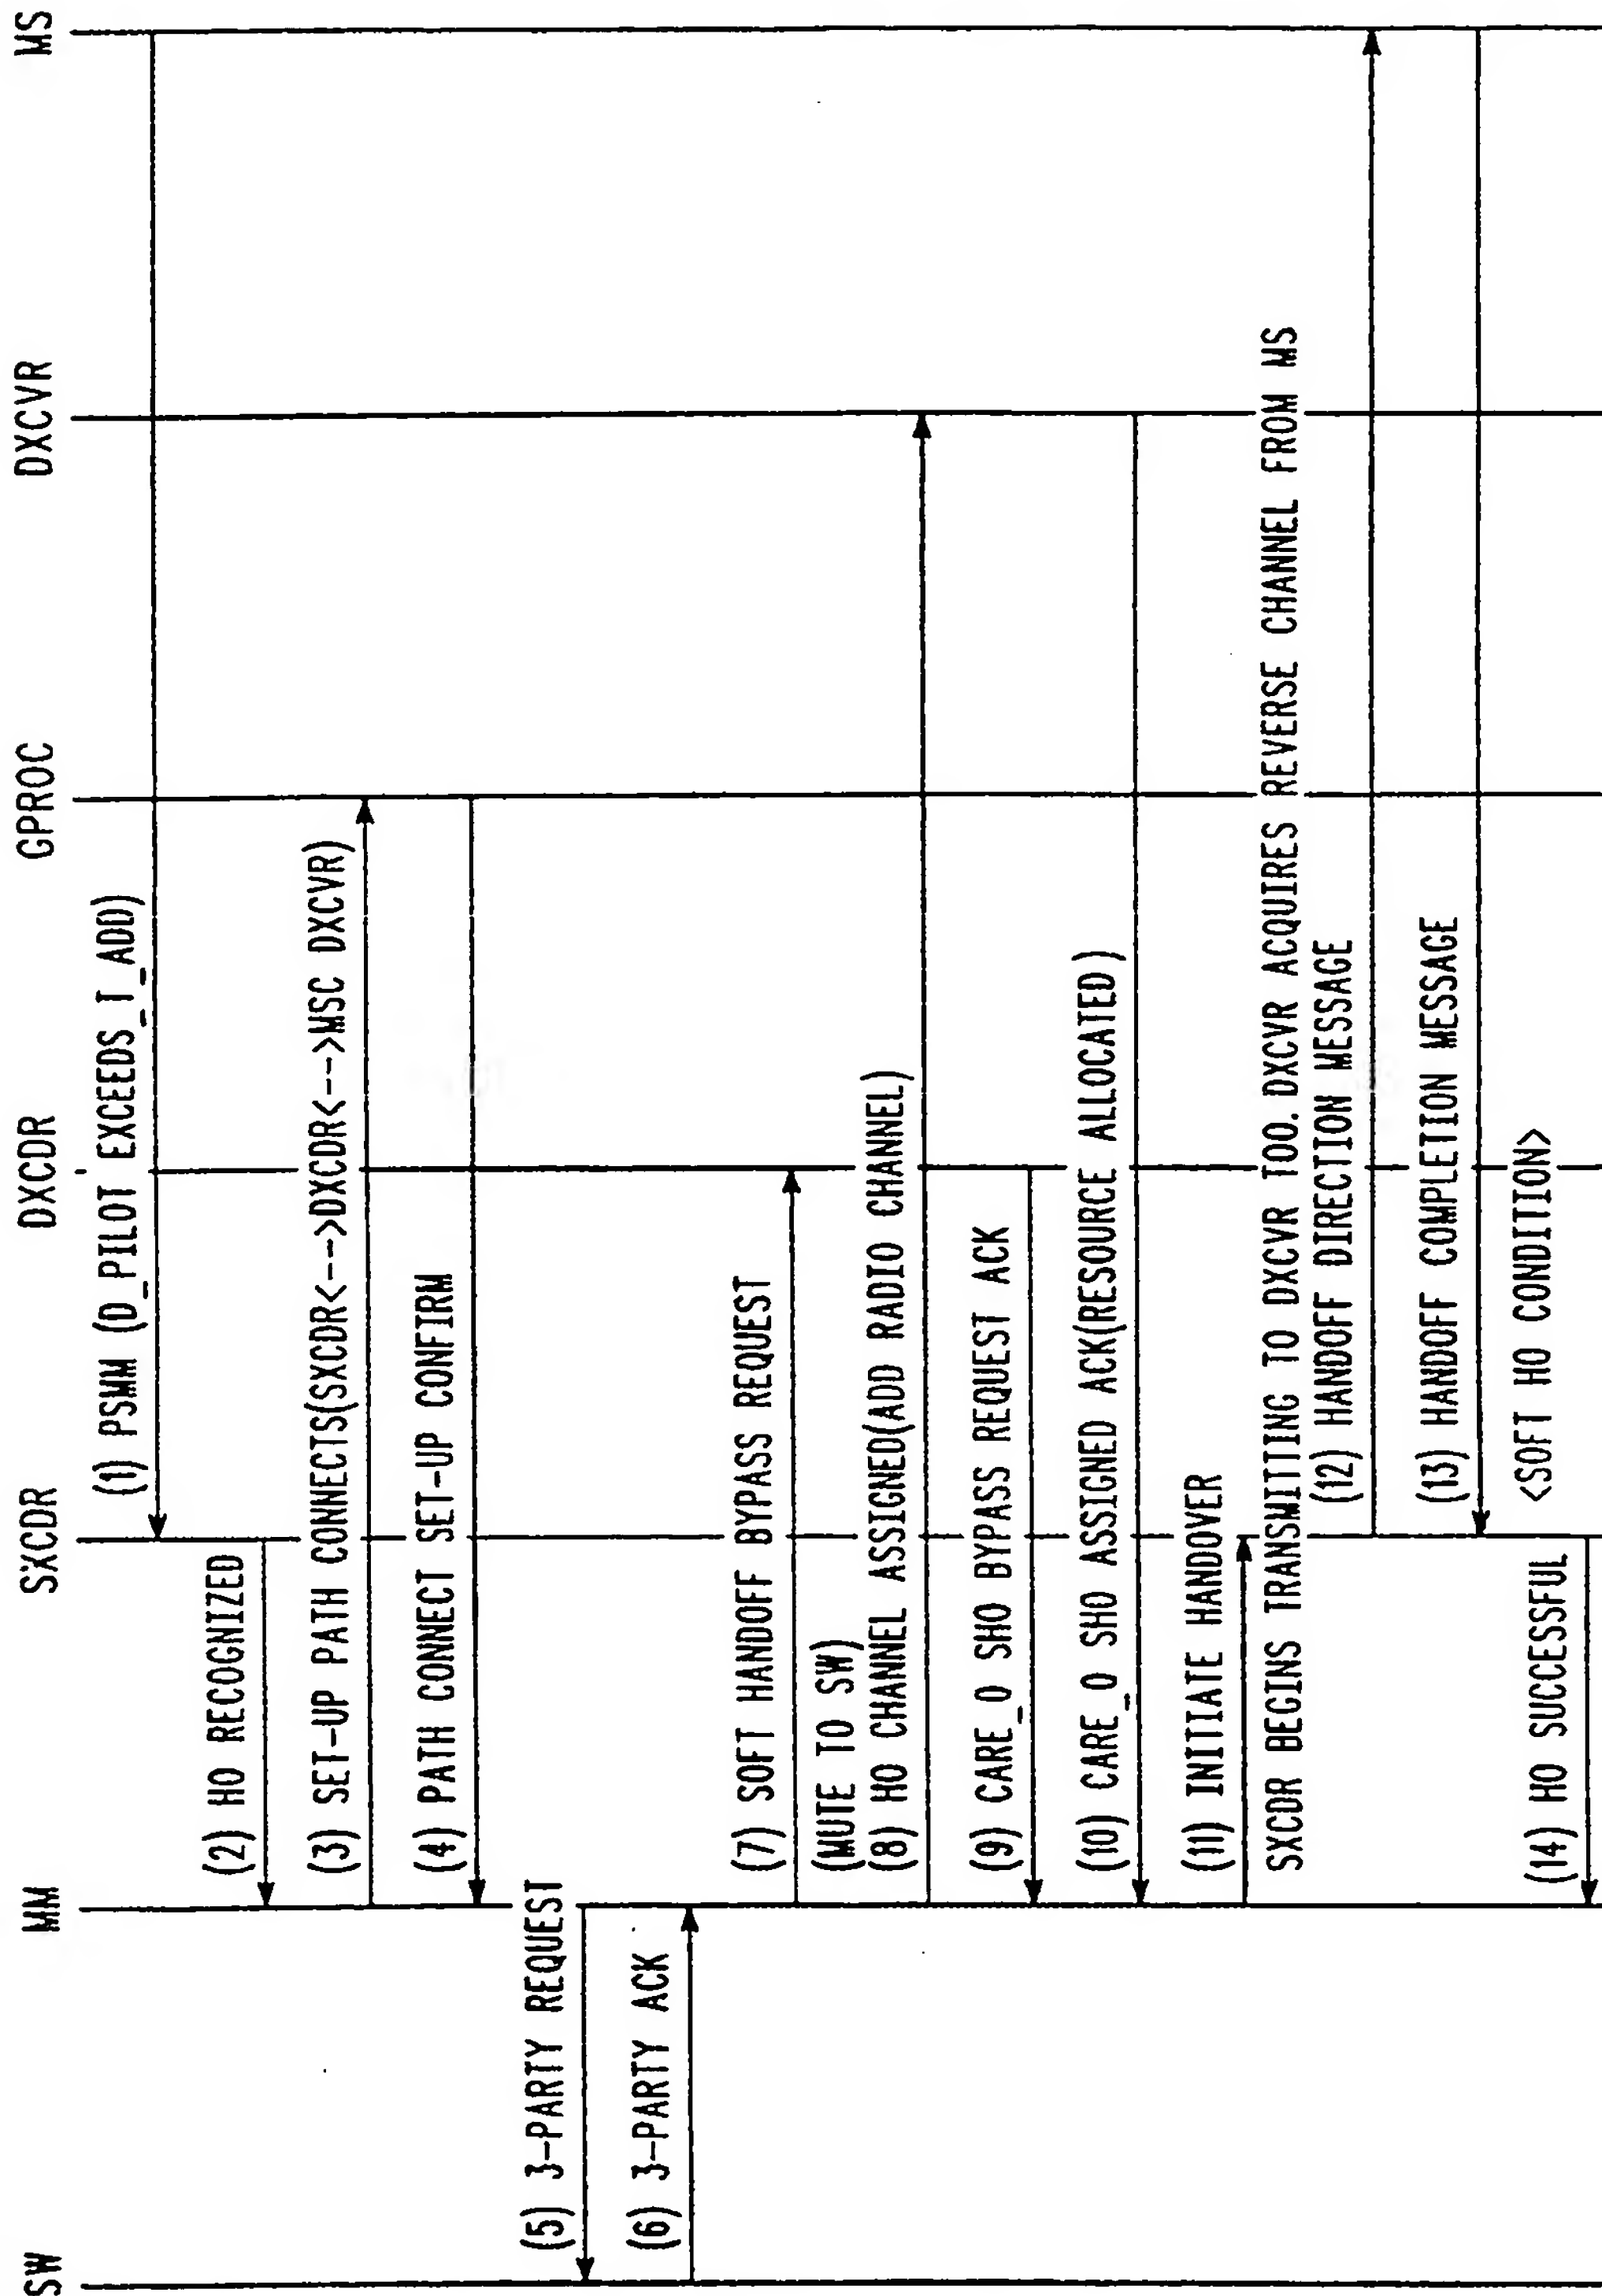 SW MM SXCDR DXCDR GPROC DXCVR MS
(1) PSMM (D_PILOT EXCEEDS_T_ADD)
(2) HO RECOGNIZED
(3) SET-UP PATH CONNECTS(SXCDR<-->DXCDR<-->MSC DXCVR)
(4) PATH CONNECT SET-UP CONFIRM
(5) 3-PARTY REQUEST
(6) 3-PARTY ACK
(7) SOFT HANDOFF BYPASS REQUEST
(MUTE TO SW)
(8) HO CHANNEL ASSIGNED(ADD RADIO CHANNEL)
(9) CARE_O SHO BYPASS REQUEST ACK
(10) CARE_O SHO ASSIGNED ACK(RESOURCE ALLOCATED)
(11) INITIATE HANDOVER
SXCDR BEGINS TRANSMITTING TO DXCVR TOO. DXCVR ACQUIRES REVERSE CHANNEL FROM MS
(12) HANDOFF DIRECTION MESSAGE
(13) HANDOFF COMPLETION MESSAGE
<SOFT HO CONDITION>
(14) HO SUCCESSFUL